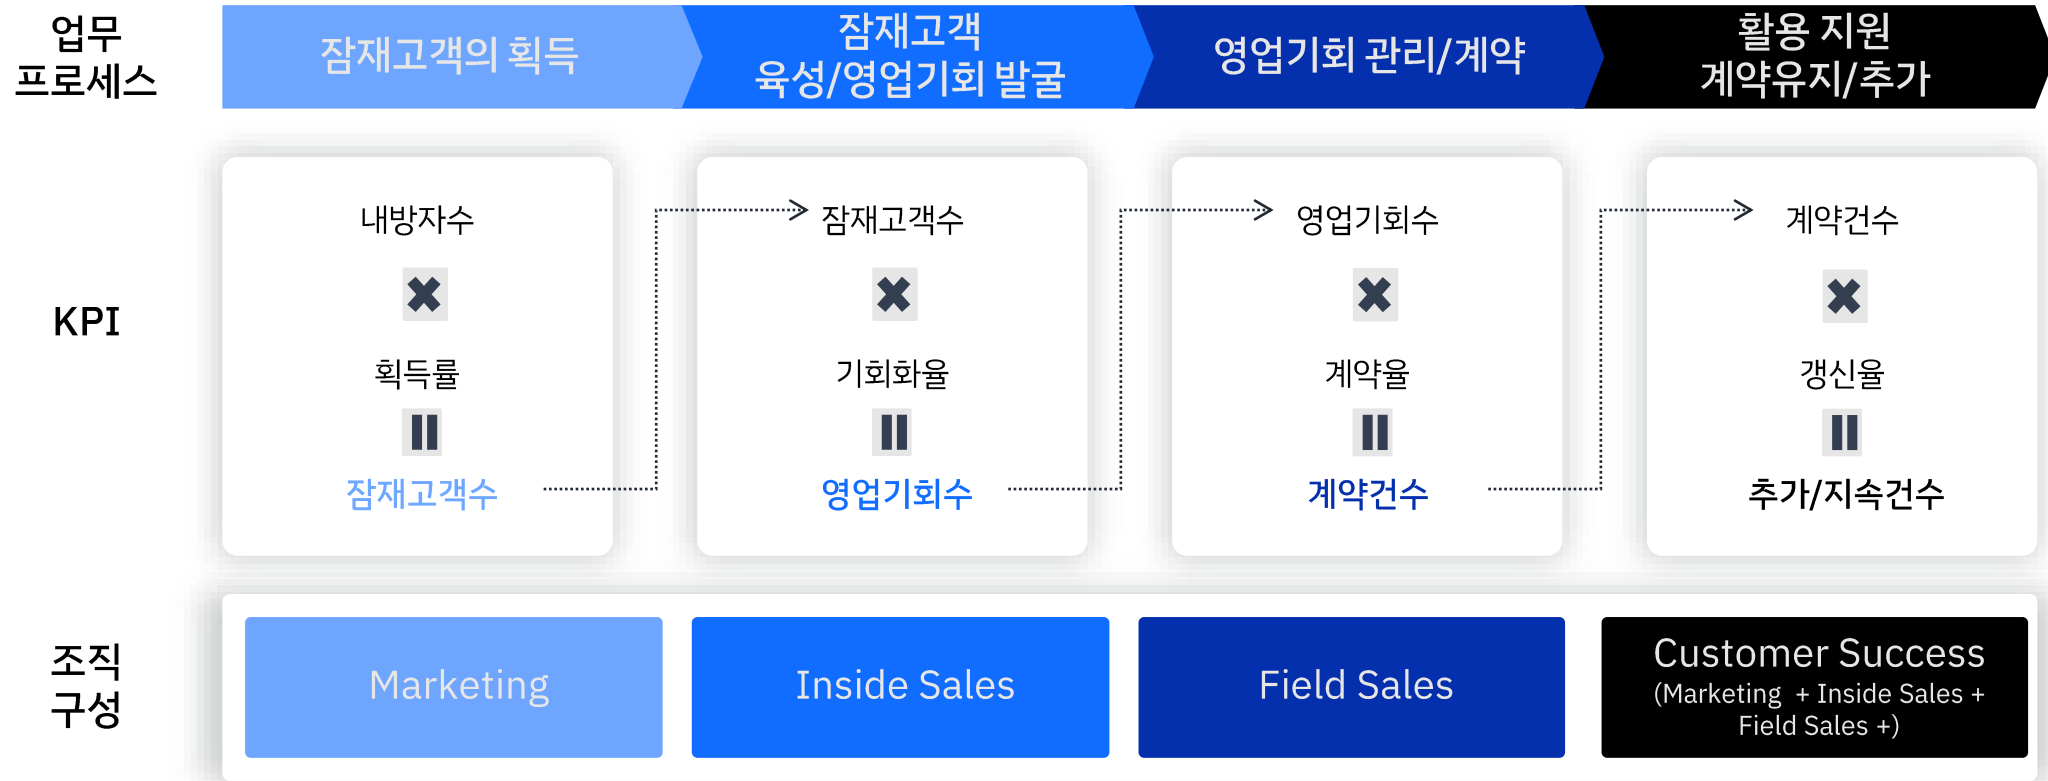 업무
프로세스
잠재고객의 획득
잠재고객
육성/영업기회 발굴
영업기회 관리/계약
활용 지원
계약유지/추가
KPI
내방자수
획득률
잠재고객수
잠재고객수
기회화율
영업기회수
영업기회수
계약율
계약건수
계약건수
갱신율
추가/지속건수
조직
구성
Marketing
Inside Sales
Field Sales
Customer Success
(Marketing + Inside Sales +
Field Sales +)